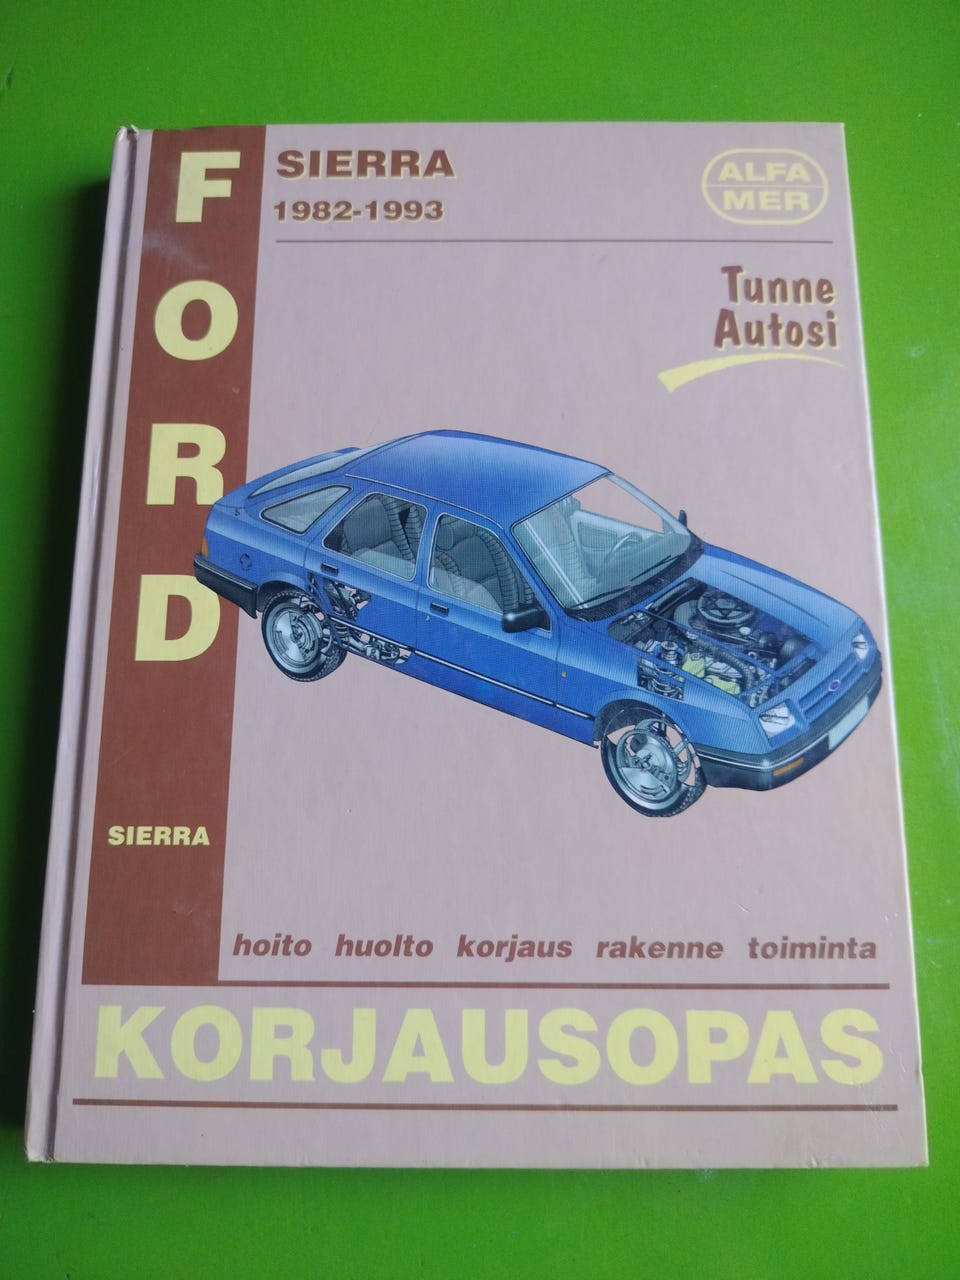 FORD
SIERRA
1982-1993
ALFA
MER
Tunne
Autosi
SIERRA
hoito huolto korjaus rakenne toiminta
KORJAUSOPAS